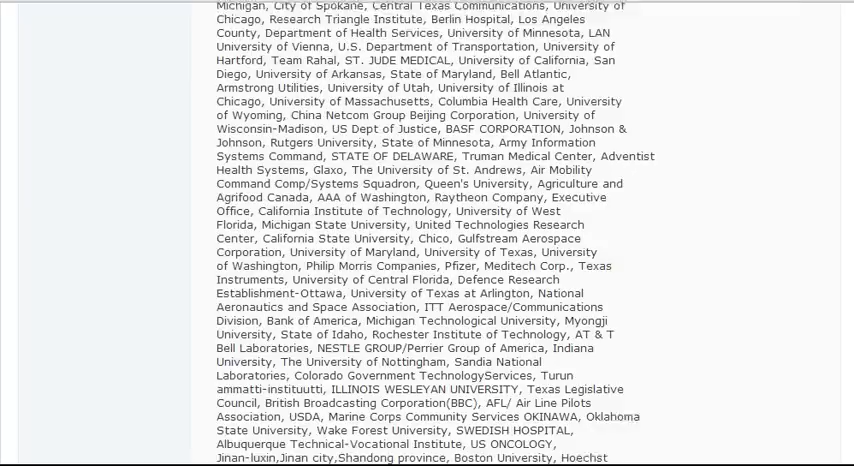 Michigan, City of Spokane, Central Texas Communications, University of
Chicago, Research Triangle Institute, Berlin Hospital, Los Angeles
County, Department of Health Services, University of Minnesota, LAN
University of Vienna, U.S. Department of Transportation, University of
Hartford, Team Rahal, ST. JUDE MEDICAL, University of California, San
Diego, University of Arkansas, State of Maryland, Bell Atlantic,
Armstrong Utilities, University of Utah, University of Illinois at
Chicago, University of Massachusetts, Columbia Health Care, University
of Wyoming, China Netcom Group Beijing Corporation, University of
Wisconsin-Madison, US Dept of Justice, BASF CORPORATION, Johnson &
Johnson, Rutgers University, State of Minnesota, Army Information
Systems Command, STATE OF DELAWARE, Truman Medical Center, Adventist
Health Systems, Glaxo, The University of St. Andrews, Air Mobility
Command Comp/Systems Squadron, Queen's University, Agriculture and
Agrifood Canada, AAA of Washington, Raytheon Company, Executive
Office, California Institute of Technology, University of West
Florida, Michigan State University, United Technologies Research
Center, California State University, Chico, Gulfstream Aerospace
Corporation, University of Maryland, University of Texas, University
of Washington, Philip Morris Companies, Pfizer, Meditech Corp., Texas
Instruments, University of Central Florida, Defence Research
Establishment-Ottawa, University of Texas at Arlington, National
Aeronautics and Space Association, ITT Aerospace/Communications
Division, Bank of America, Michigan Technological University, Myongji
University, State of Idaho, Rochester Institute of Technology, AT & T
Bell Laboratories, NESTLE GROUP/Perrier Group of America, Indiana
University, The University of Nottingham, Sandia National
Laboratories, Colorado Government TechnologyServices, Turun
ammatti-instituutti, ILLINOIS WESLEYAN UNIVERSITY, Texas Legislative
Council, British Broadcasting Corporation(BBC), AFL/ Air Line Pilots
Association, USDA, Marine Corps Community Services OKINAWA, Oklahoma
State University, Wake Forest University, SWEDISH HOSPITAL,
Albuquerque Technical-Vocational Institute, US ONCOLOGY,
Jinan-luxin,Jinan city,Shandong province, Boston University, Hoechst